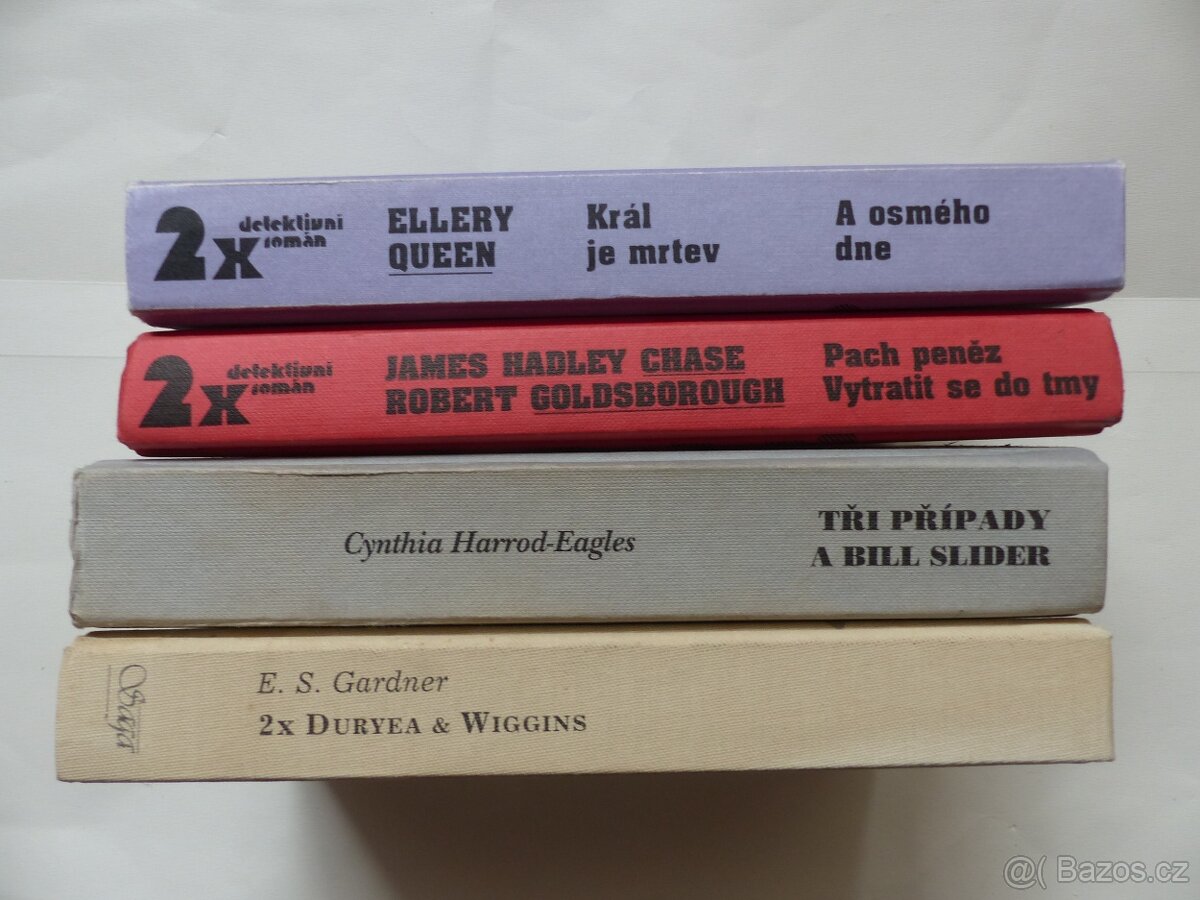 2x detektivní
román
ELLERY
QUEEN
Král
je mrtev
A osmého
dne
2x detektivní
román
JAMES HADLEY CHASE
ROBERT GOLDSBOROUGH
Pach peněz
Vytratit se do tmy
Cynthia Harrod-Eagles
TŘI PŘÍPADY
A BILL SLIDER
E. S. Gardner
2x DURYEA & WIGGINS
@( Bazos.cz